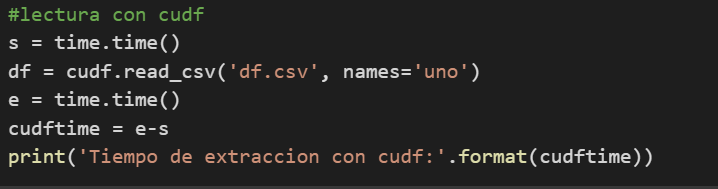 #lectura con cudf
s = time.time()
df = cudf.read_csv('df.csv', names='uno')
e = time.time()
cudftime = e-s
print('Tiempo de extraccion con cudf:'.format(cudftime))